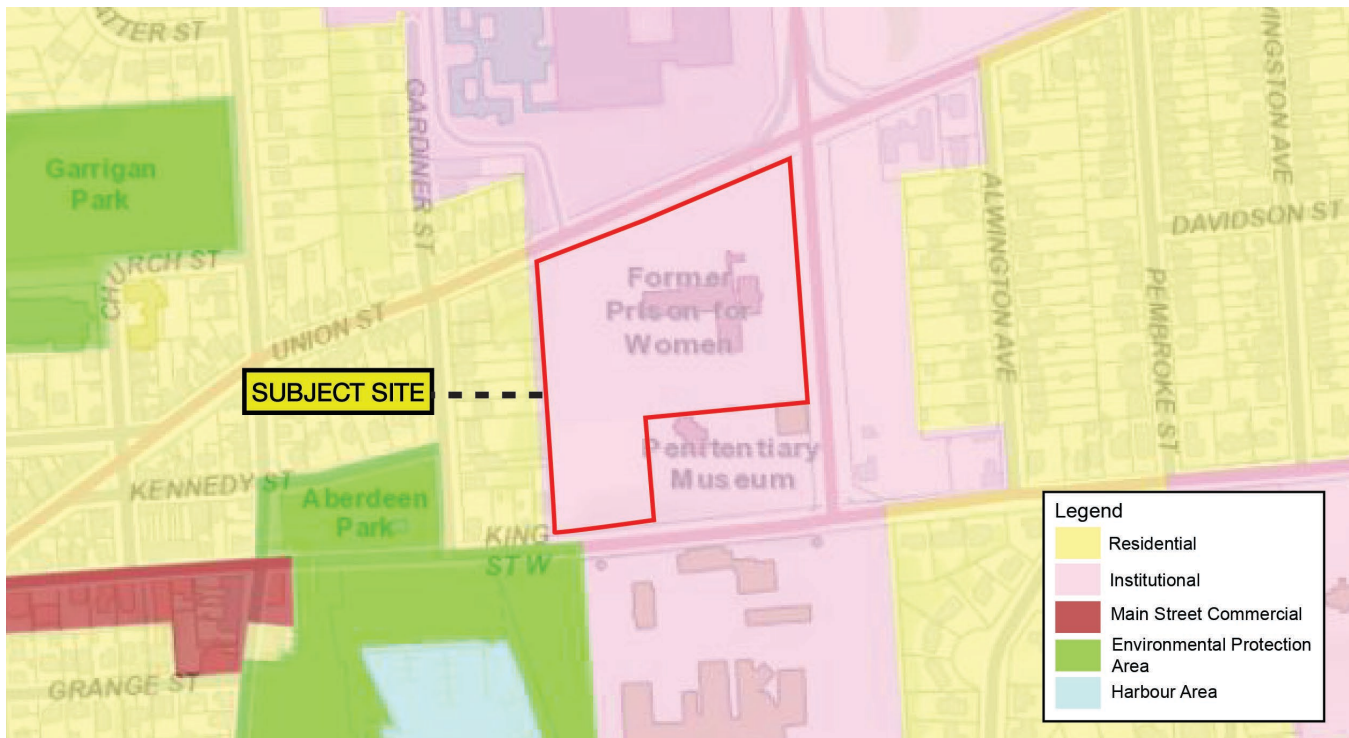 ATTER ST
GARDINER ST
Garrigan
Park
CHURCH ST
UNION ST
Former
Prison for
Women
SUBJECT SITE
Penitentiary
Museum
KENNEDY ST
Aberdeen
Park
KING
ST W
GRANGE ST
ALWINGTON AVE
PEMBROKE ST
VINGSTON AVE
DAVIDSON ST
Legend
Residential
Institutional
Main Street Commercial
Environmental Protection
Area
Harbour Area